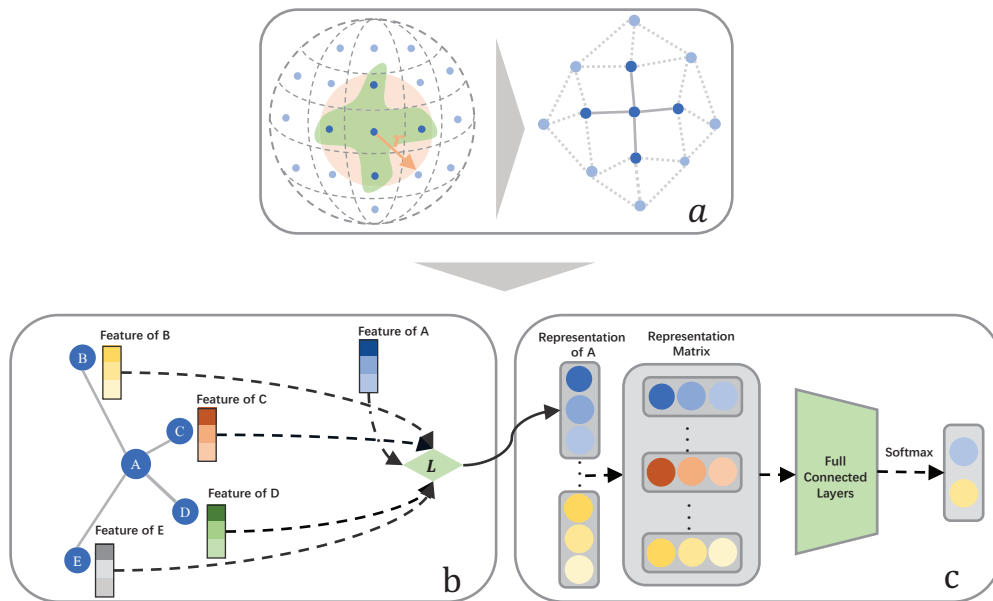 r
a
Feature of B
Feature of A
B
Feature of C
C
A
L
Feature of D
D
Feature of E
E
b
Representation
of A
Representation
Matrix
Full
Connected
Layers
Softmax
c